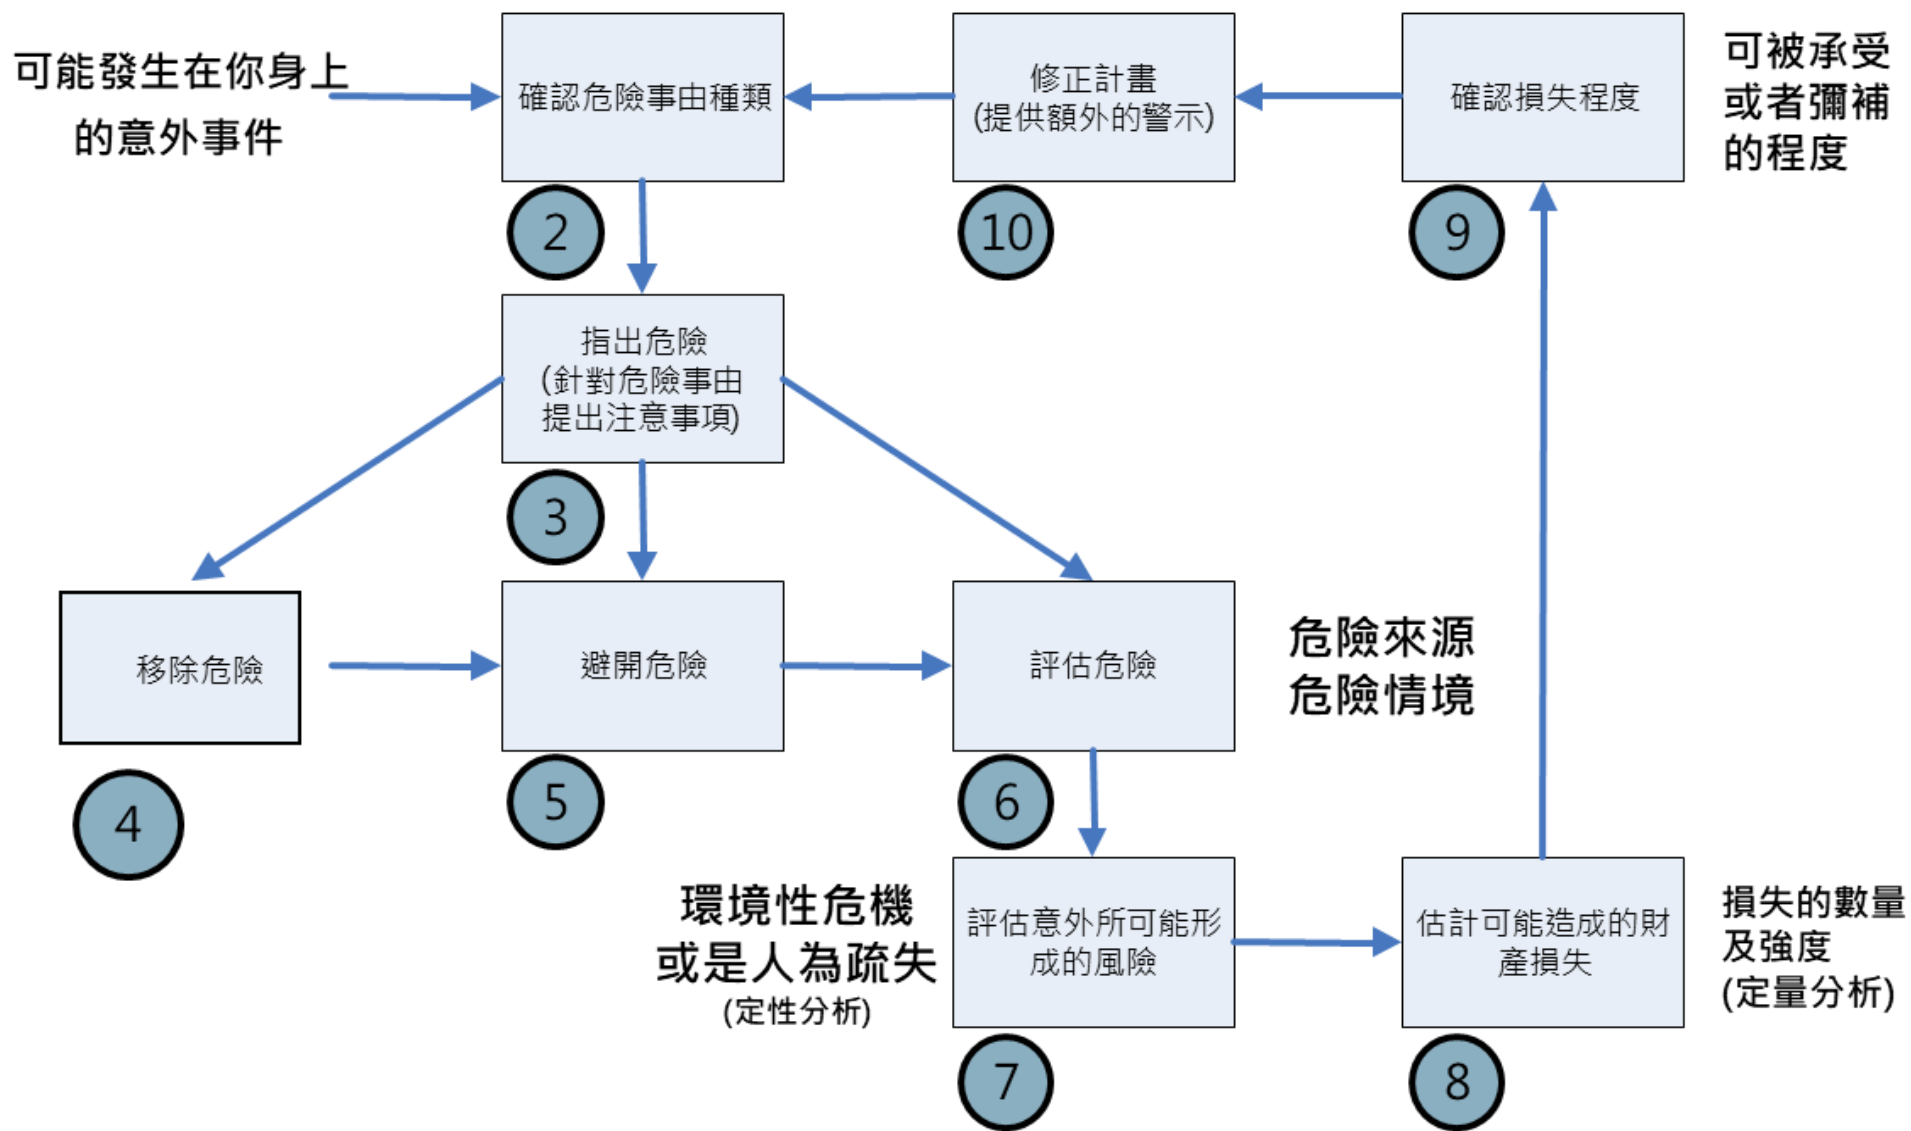 可能發生在你身上
的意外事件
確認危險事由種類
2
修正計畫
(提供額外的警示)
10
確認損失程度
9
可被承受
或者彌補
的程度
指出危險
(針對危險事由
提出注意事項)
3
移除危險
4
避開危險
5
評估危險
6
危險來源
危險情境
環境性危機
或是人為疏失
(定性分析)
評估意外所可能形
成的風險
7
估計可能造成的財
產損失
8
損失的數量
及強度
(定量分析)